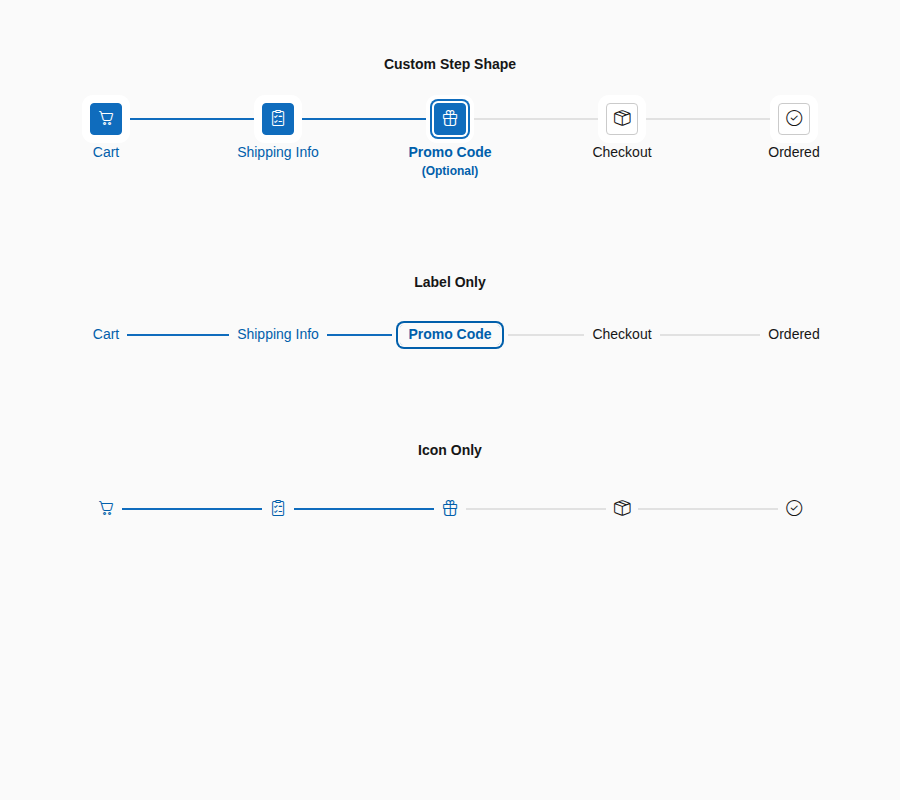 Custom Step Shape
Cart Shipping Info Promo Code Checkout Ordered
(Optional)
Label Only
Cart Shipping Info Promo Code Checkout Ordered
Icon Only